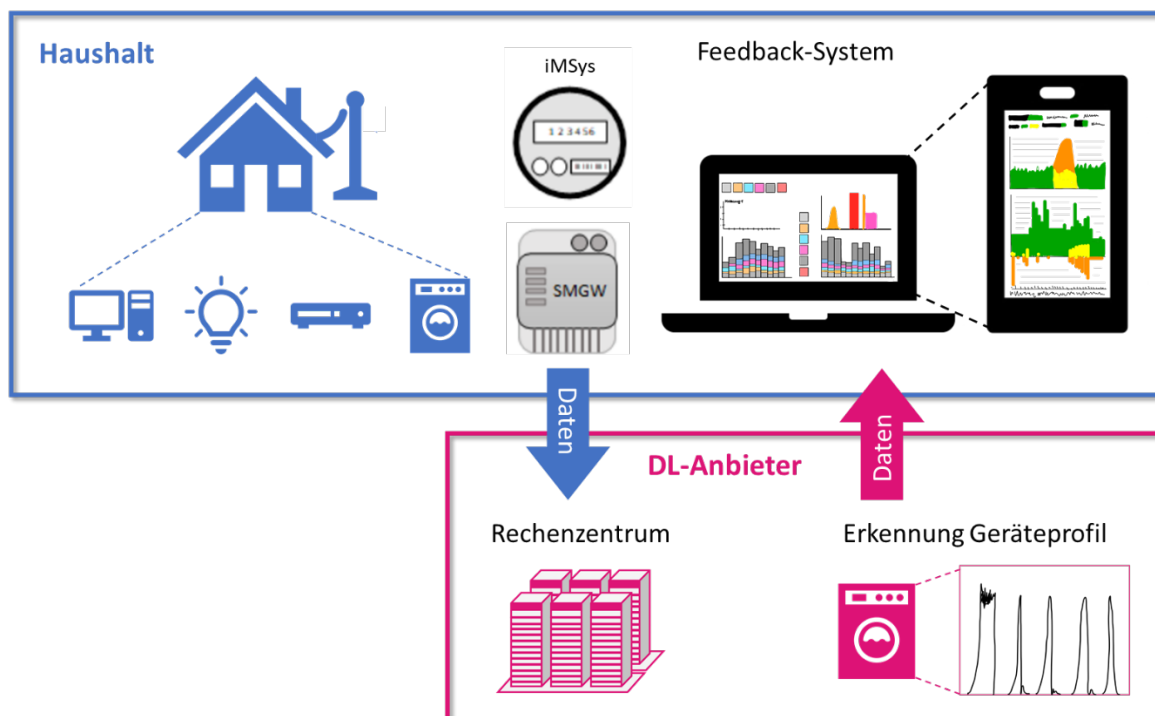 Haushalt
iMSys
Feedback-System
1 2 3 4 5 6
SMGW
Daten
Daten
DL-Anbieter
Rechenzentrum
Erkennung Geräteprofil